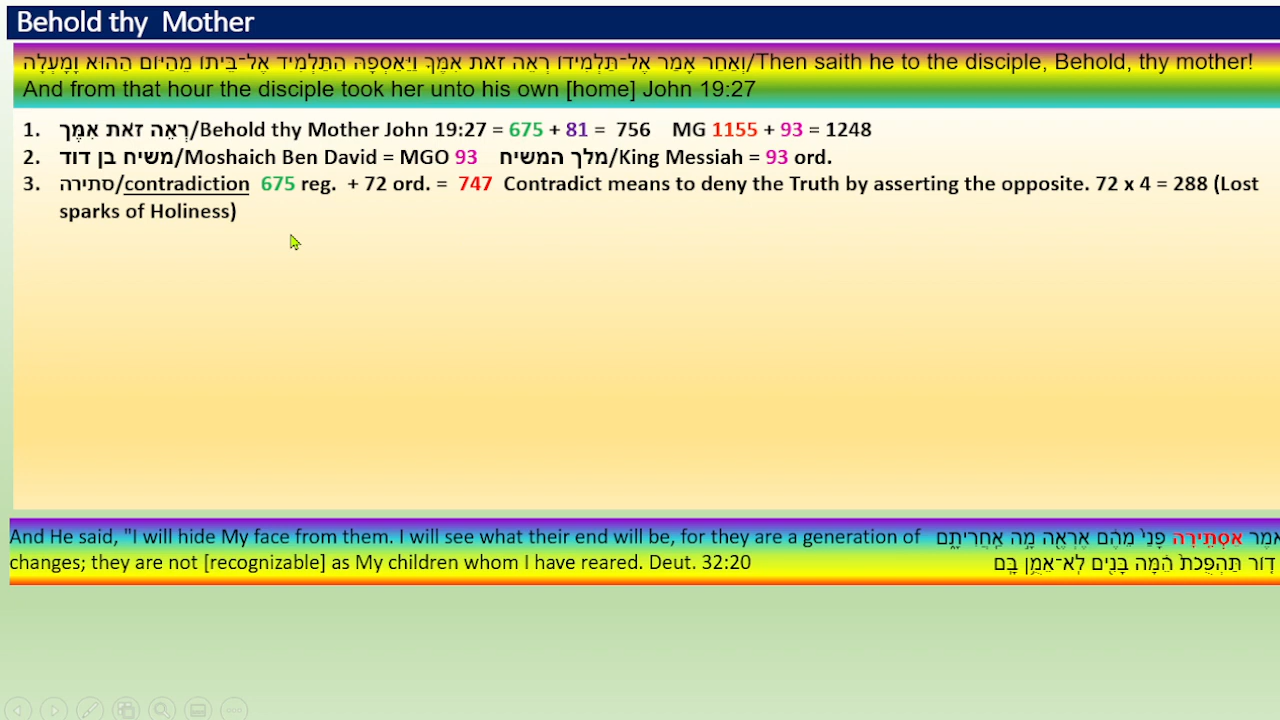 Behold thy Mother
וְאַחַר אָמַר אֶל־תַּלְמִידוֹ רְאֵה זֹאת אִמֶּךָ וַיַּאַסְפָהּ הַתַּלְמִיד אֶל־בֵּיתוֹ מֵהַיּוֹם הַהוּא וָמָעְלָה/Then saith he to the disciple, Behold, thy mother!
And from that hour the disciple took her unto his own [home] John 19:27
1. רְאֵה זֹאת אִמֶּךָ/Behold thy Mother John 19:27 = 675 + 81 = 756 MG 1155 + 93 = 1248
2. משיח בן דוד/Moshaich Ben David = MGO 93 מלך המשיח/King Messiah = 93 ord.
3. סתירה/contradiction 675 reg. + 72 ord. = 747 Contradict means to deny the Truth by asserting the opposite. 72 x 4 = 288 (Lost
sparks of Holiness)
And He said, "I will hide My face from them. I will see what their end will be, for they are a generation of
changes; they are not [recognizable] as My children whom I have reared. Deut. 32:20
אַסְתִּירָה פָנַי מֵהֶם אֶרְאֶה מָה אַחֲרִיתָם
דוֹר תַּהְפֻּכֹת הֵמָּה בָּנִים לֹא־אֵמֻן בָּם